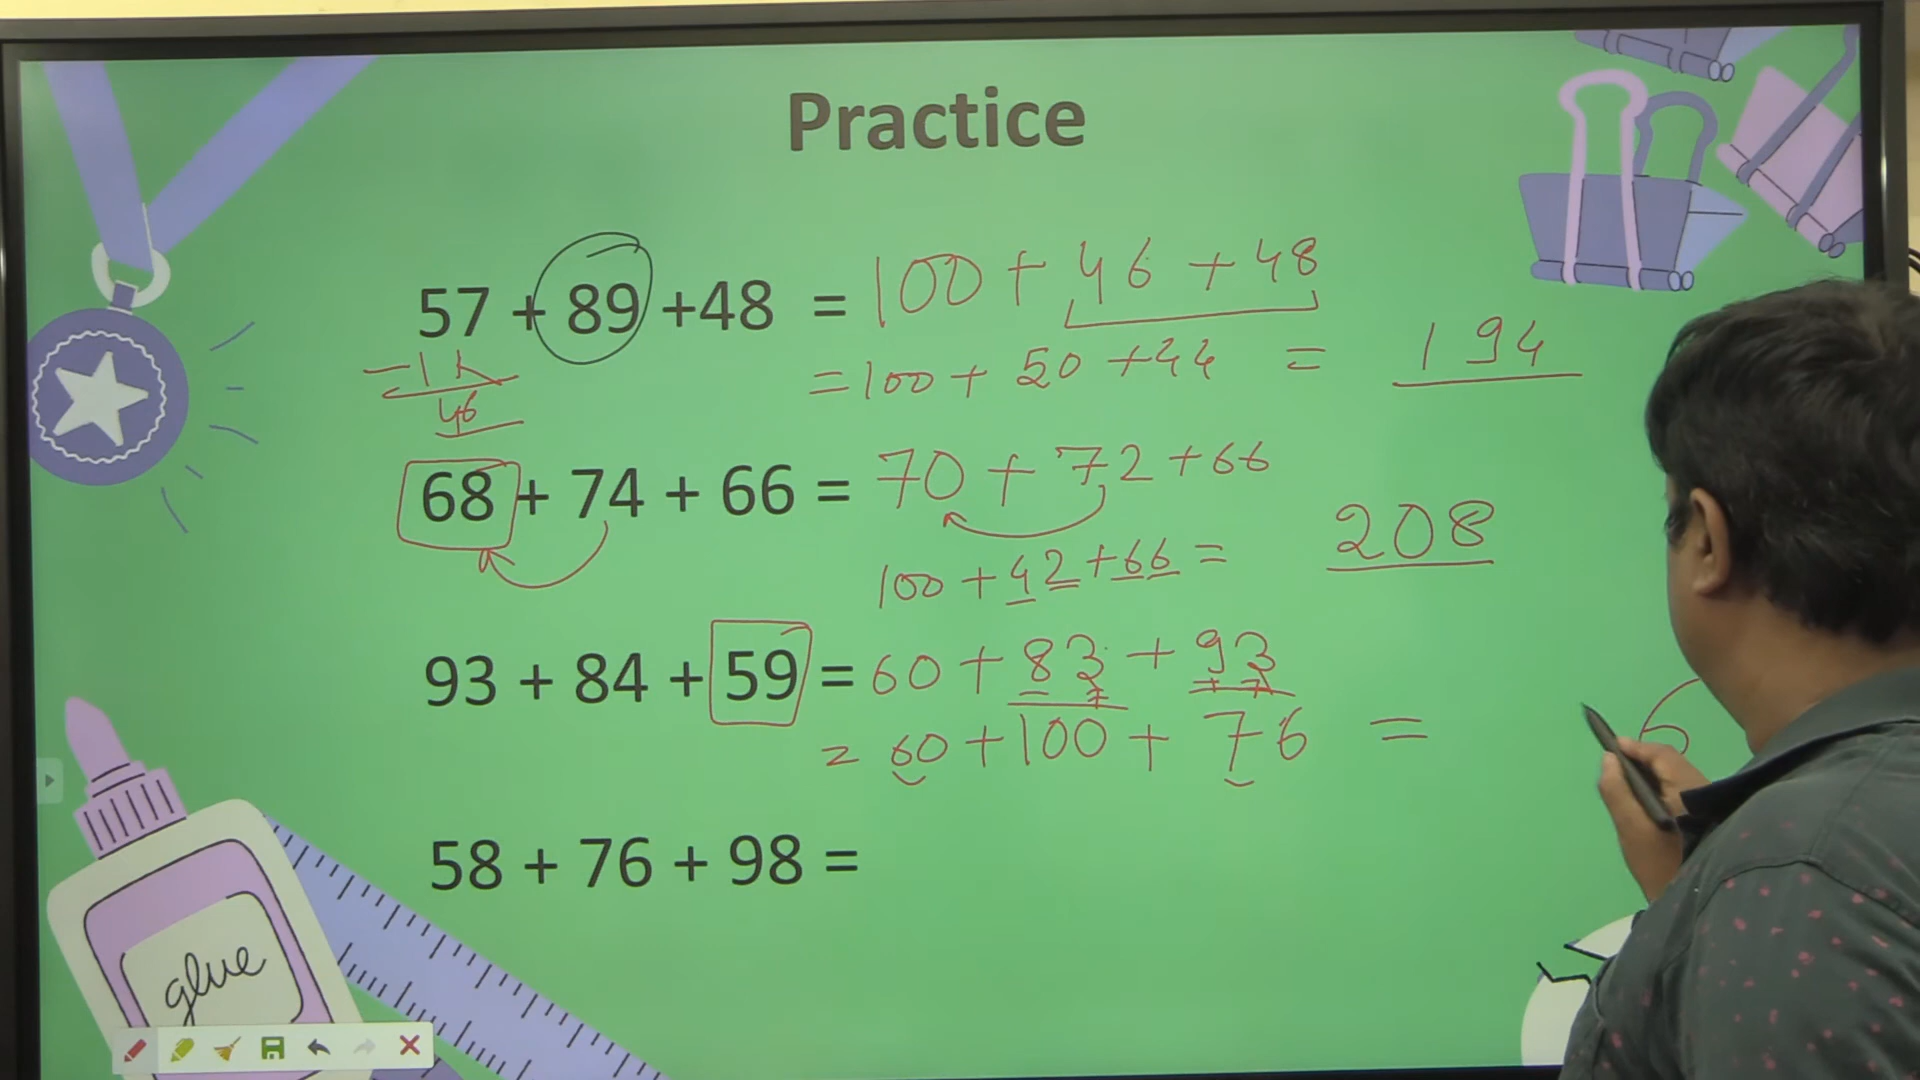 Practice
57 + 89 +48 = 100 + 46 + 48
-11
46
= 100 + 50 + 44 = 194
68 + 74 + 66 = 70 + 72 + 66
100 + 42 + 66 = 208
93 + 84 + 59 = 60 + 83 + 93
= 60 + 100 + 76 =
6
58 + 76 + 98 =
glue